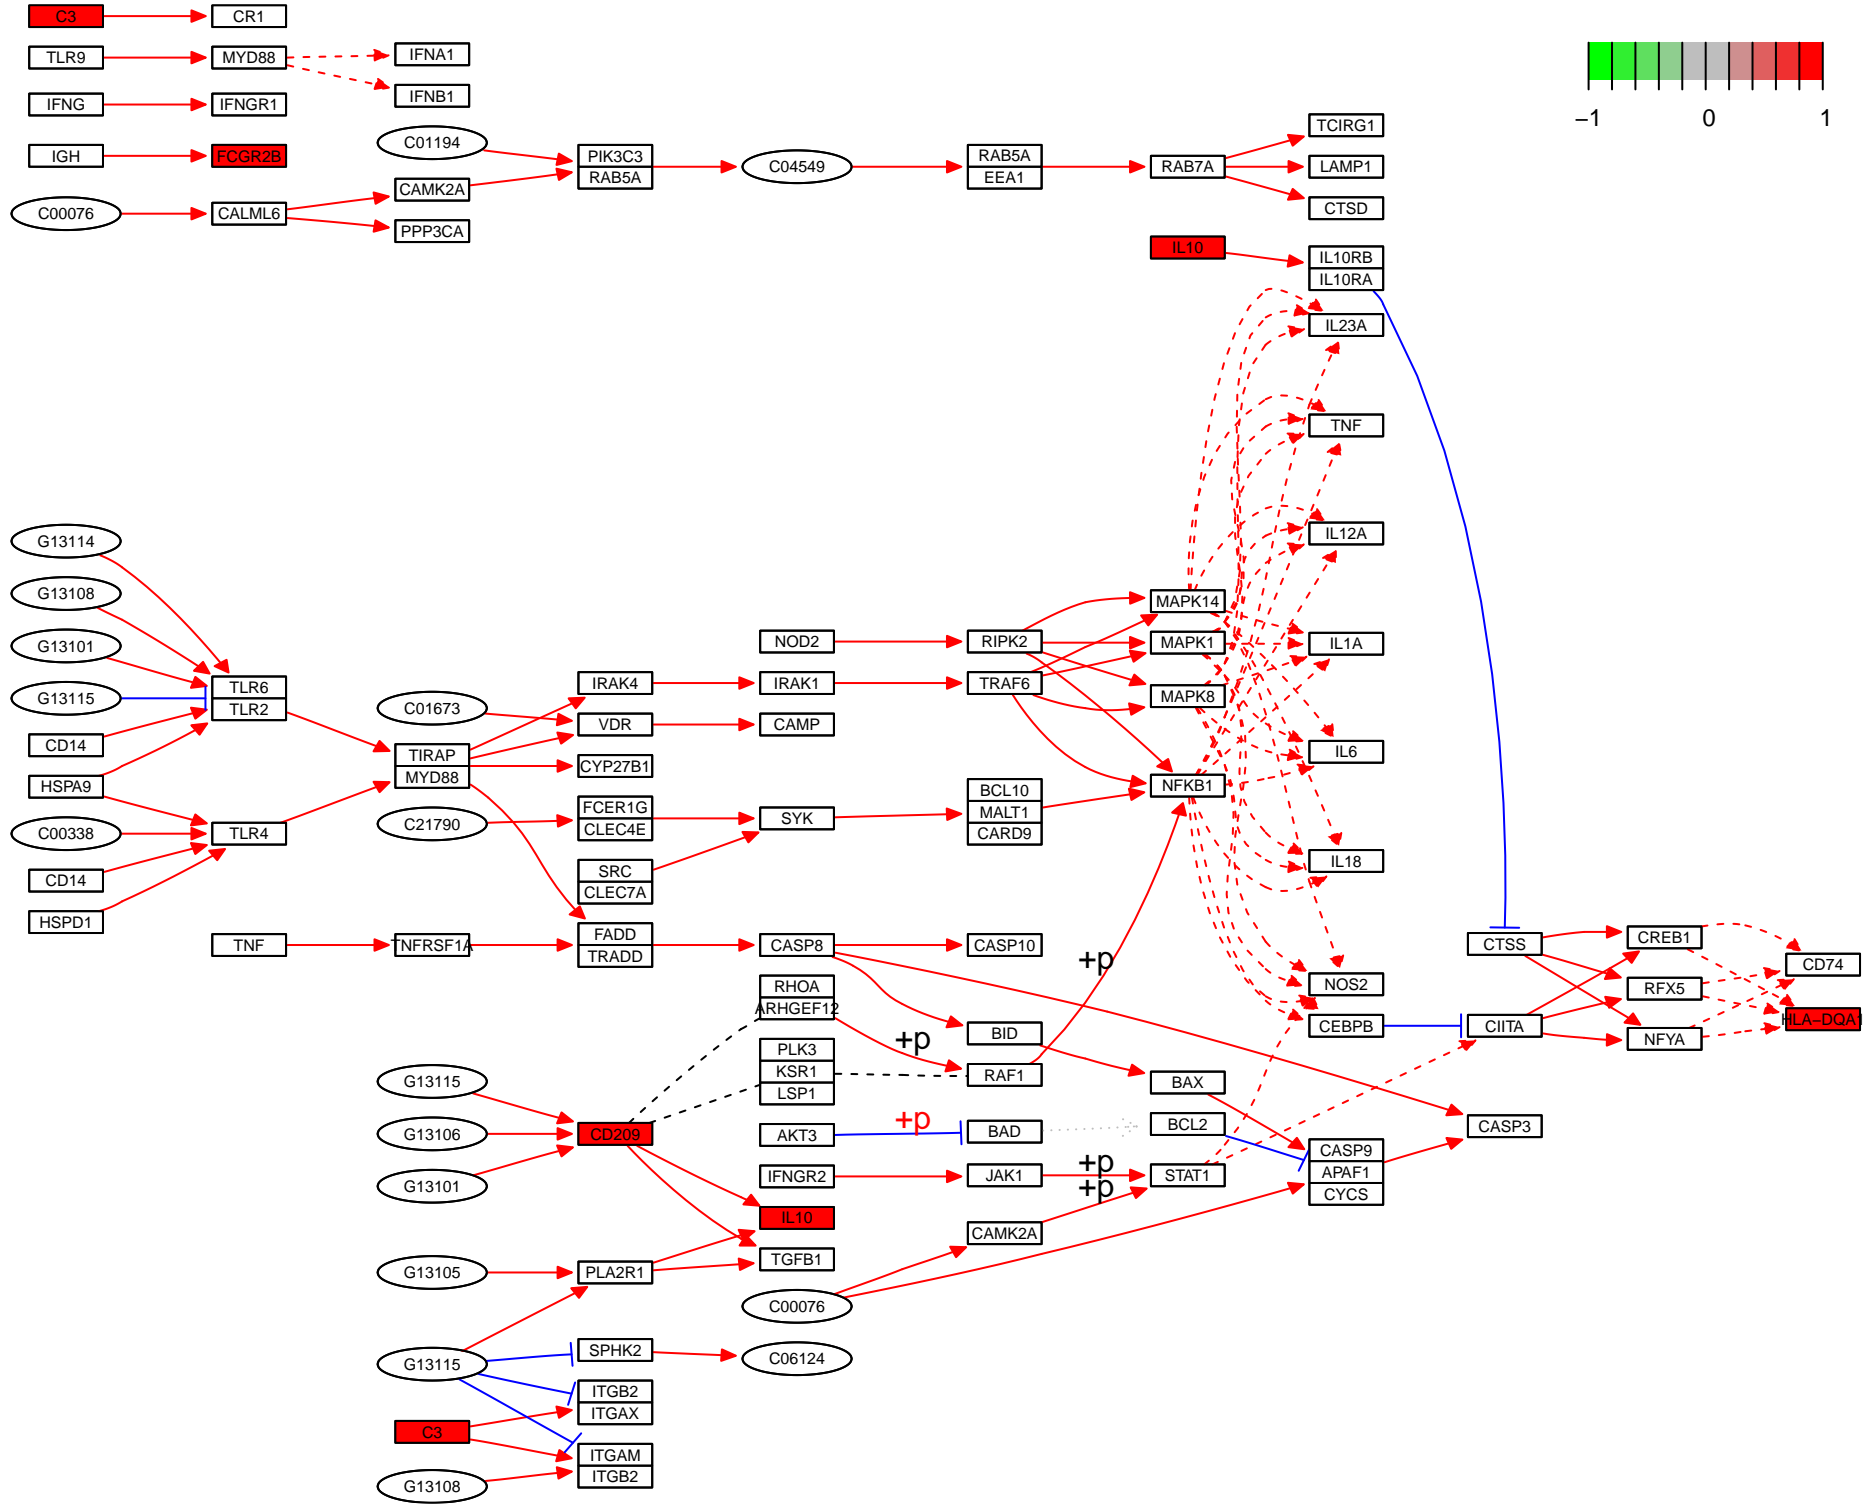 C3
CR1
TLR9
MYD88
IFNA1
IFNB1
IFNG
IFNGR1
IGH
FCGR2B
C01194
PIK3C3
RAB5A
C04549
RAB5A
EEA1
RAB7A
TCIRG1
LAMP1
CTSD
C00076
CALML6
CAMK2A
PPP3CA
−1
0
1
IL10
IL10RB
IL10RA
IL23A
TNF
IL12A
IL1A
IL6
IL18
NOS2
CEBPB
G13114
G13108
G13101
G13115
CD14
HSPA9
C00338
CD14
HSPD1
TLR6
TLR2
TLR4
TNF
C01673
TIRAP
MYD88
C21790
TNFRSF1A
IRAK4
VDR
CYP27B1
FCER1G
CLEC4E
SRC
CLEC7A
FADD
TRADD
NOD2
IRAK1
CAMP
SYK
CASP8
RHOA
ARHGEF12
PLK3
KSR1
LSP1
AKT3
IFNGR2
IL10
TGFB1
C00076
C06124
RIPK2
TRAF6
BCL10
MALT1
CARD9
CASP10
BID
RAF1
BAD
JAK1
CAMK2A
MAPK14
MAPK1
MAPK8
NFKB1
BAX
BCL2
STAT1
+p
+p
+p
+p
+p
CASP9
APAF1
CYCS
CTSS
CIITA
CASP3
CREB1
RFX5
NFYA
CD74
HLA−DQA1
G13115
G13106
G13101
CD209
G13105
PLA2R1
G13115
SPHK2
ITGB2
ITGAX
C3
ITGAM
ITGB2
G13108